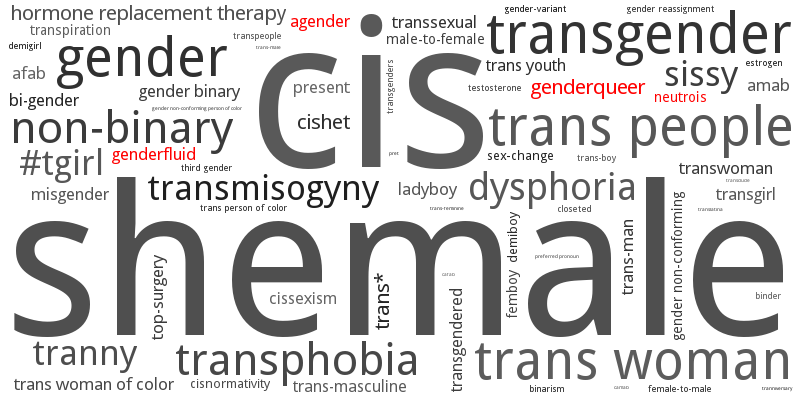 hormone replacement therapy
agender
transsexual
gender-variant
gender reassignment
transpiration
transpeople
male-to-female
transgender
demigirl
gender
trans-male
cis
transgenders
trans youth
sissy
estrogen
afab
gender binary
present
testosterone
genderqueer
neutrois
amab
bi-gender
gender non-conforming person of color
cishet
non-binary
trans people
#tgirl
genderfluid
third gender
pret
sex-change
trans-boy
transwoman
misgender
transmisogyny
ladyboy
dysphoria
transgirl
trans person of color
trans-feminine
closeted
shemale
top-surgery
cissexism
trans*
femboy
demiboy
preferred pronoun
trans-man
gender non-conforming
binder
transgendered
tranny
transphobia
trans woman
trans woman of color
cisnormativity
trans-masculine
binarism
female-to-male